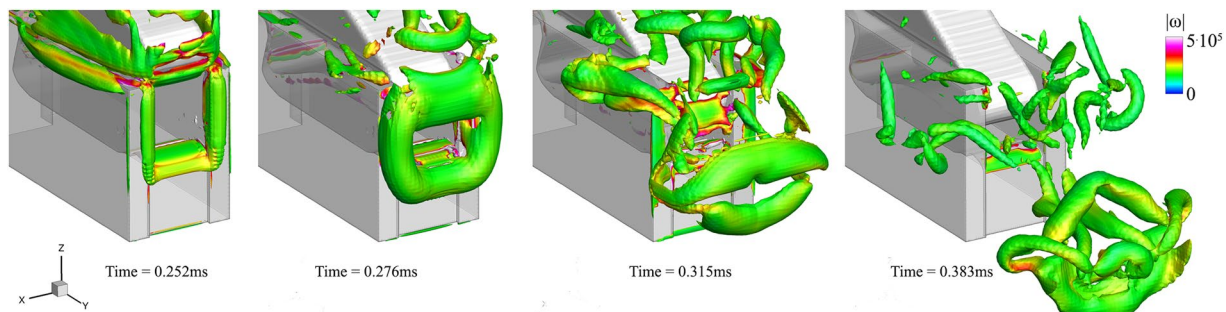 |ω|
5·10⁵
0
Z
X
Y
Time = 0.252ms
Time = 0.276ms
Time = 0.315ms
Time = 0.383ms